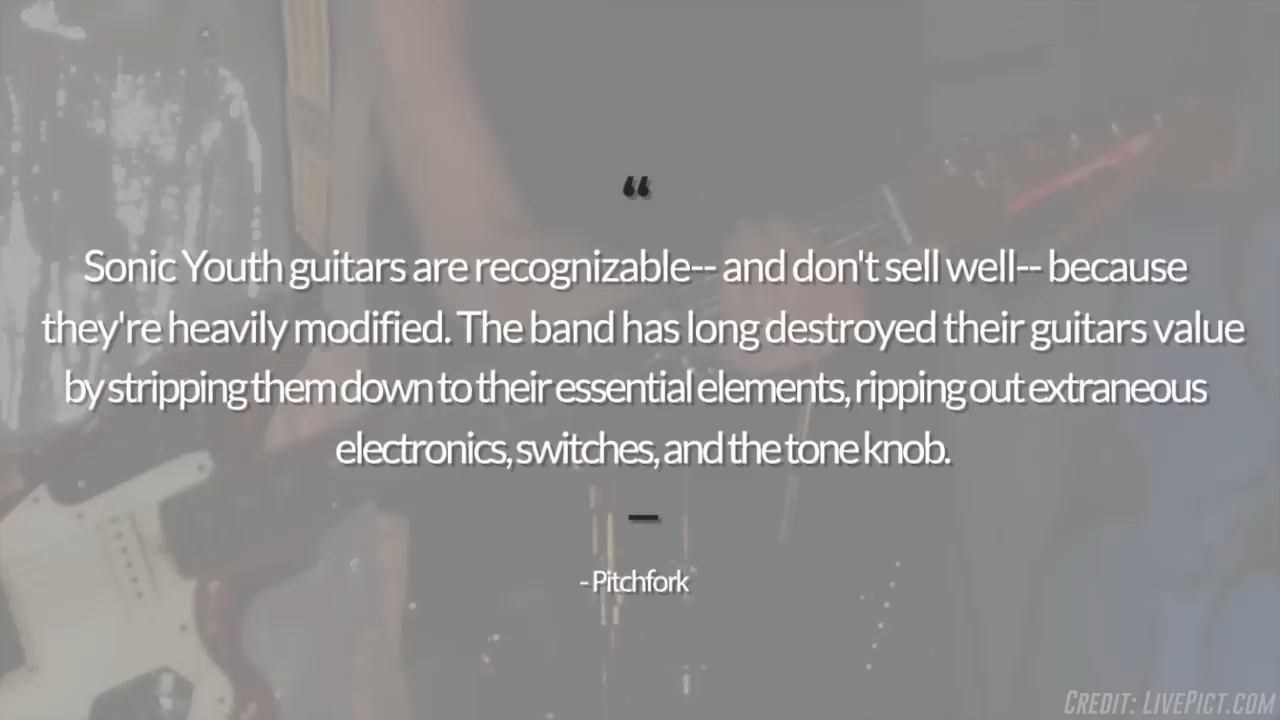 “
Sonic Youth guitars are recognizable-- and don't sell well-- because
they're heavily modified. The band has long destroyed their guitars value
by stripping them down to their essential elements, ripping out extraneous
electronics, switches, and the tone knob.
- Pitchfork
Credit: LivePict.com